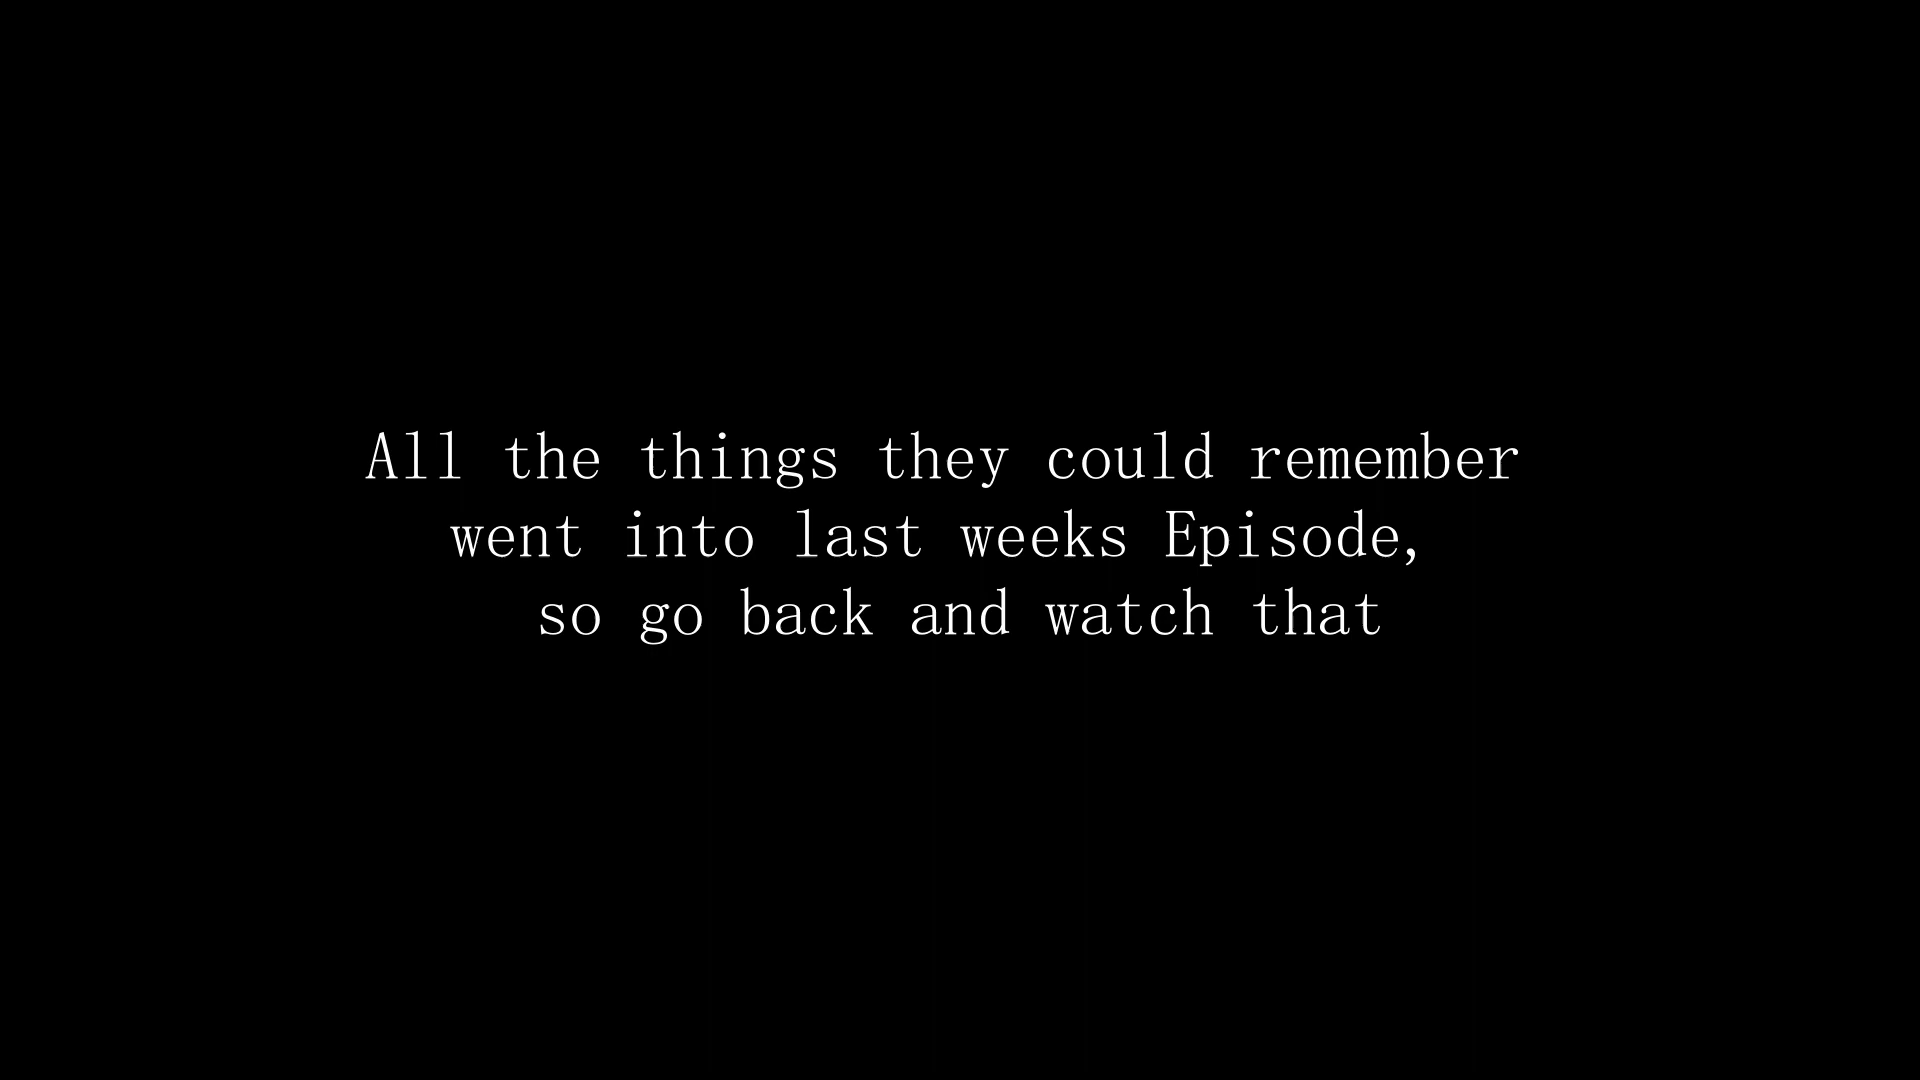 All the things they could remember
went into last weeks Episode,
so go back and watch that